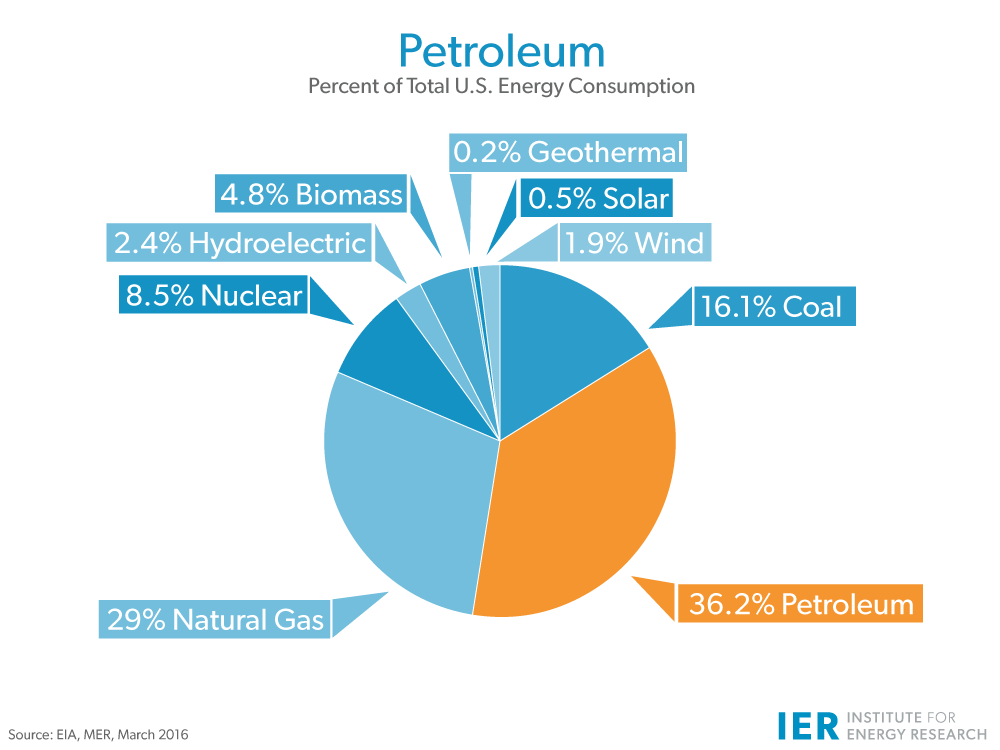 Petroleum
Percent of Total U.S. Energy Consumption
0.2% Geothermal
4.8% Biomass
0.5% Solar
2.4% Hydroelectric
1.9% Wind
8.5% Nuclear
16.1% Coal
29% Natural Gas
36.2% Petroleum
Source: EIA, MER, March 2016
IER INSTITUTE FOR
ENERGY RESEARCH